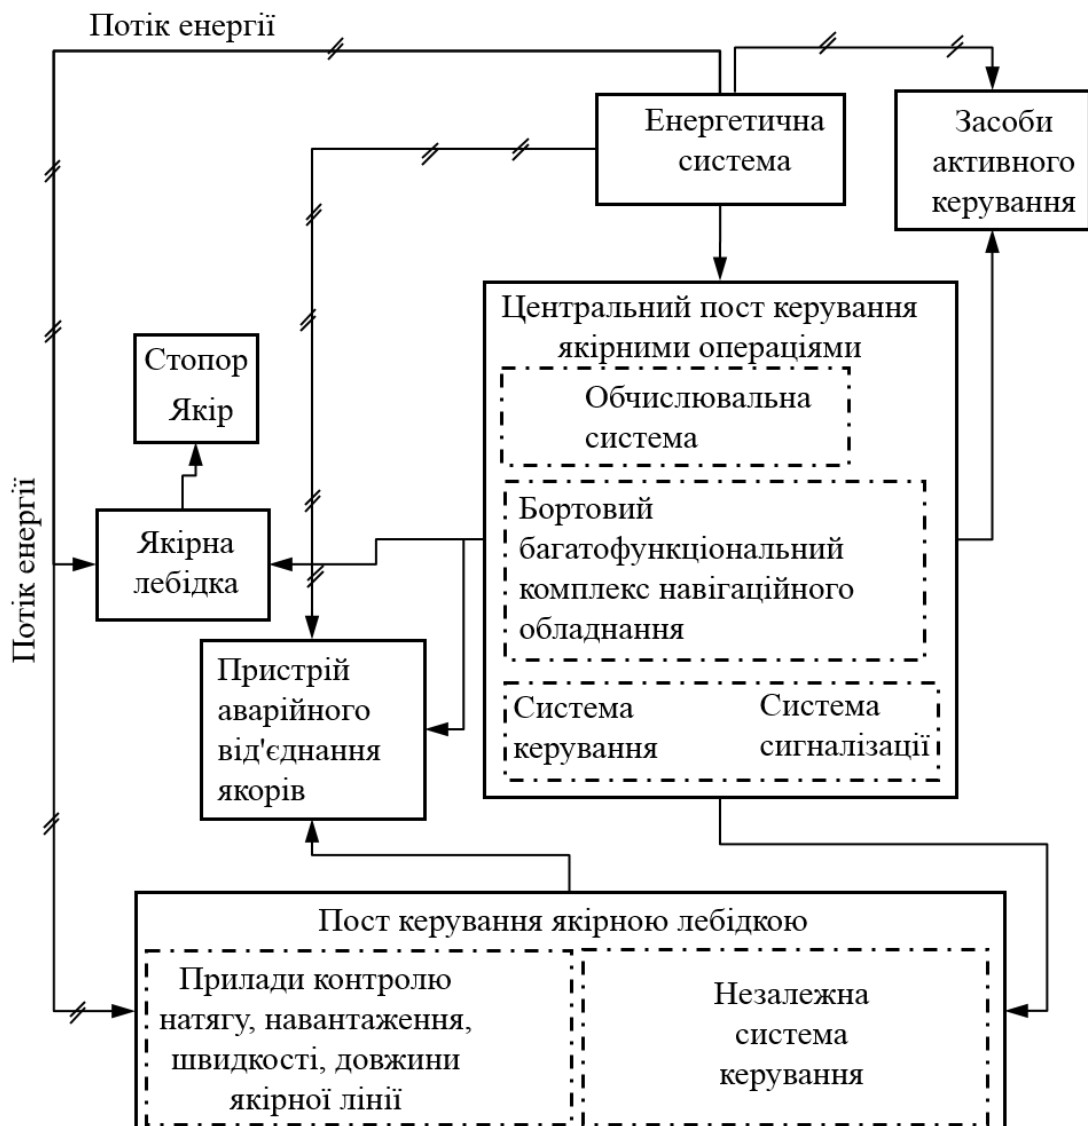 Потік енергії
Енергетична
система
Засоби
активного
керування
Центральний пост керування
якірними операціями
Обчислювальна
система
Стопор
Якір
Потік енергії
Якірна
лебідка
Бортовий
багатофункціональний
комплекс навігаційного
обладнання
Пристрій
аварійного
від'єднання
якорів
Система
керування
Система
сигналізації
Пост керування якірною лебідкою
Прилади контролю
натягу, навантаження,
швидкості, довжини
якірної лінії
Незалежна
система
керування